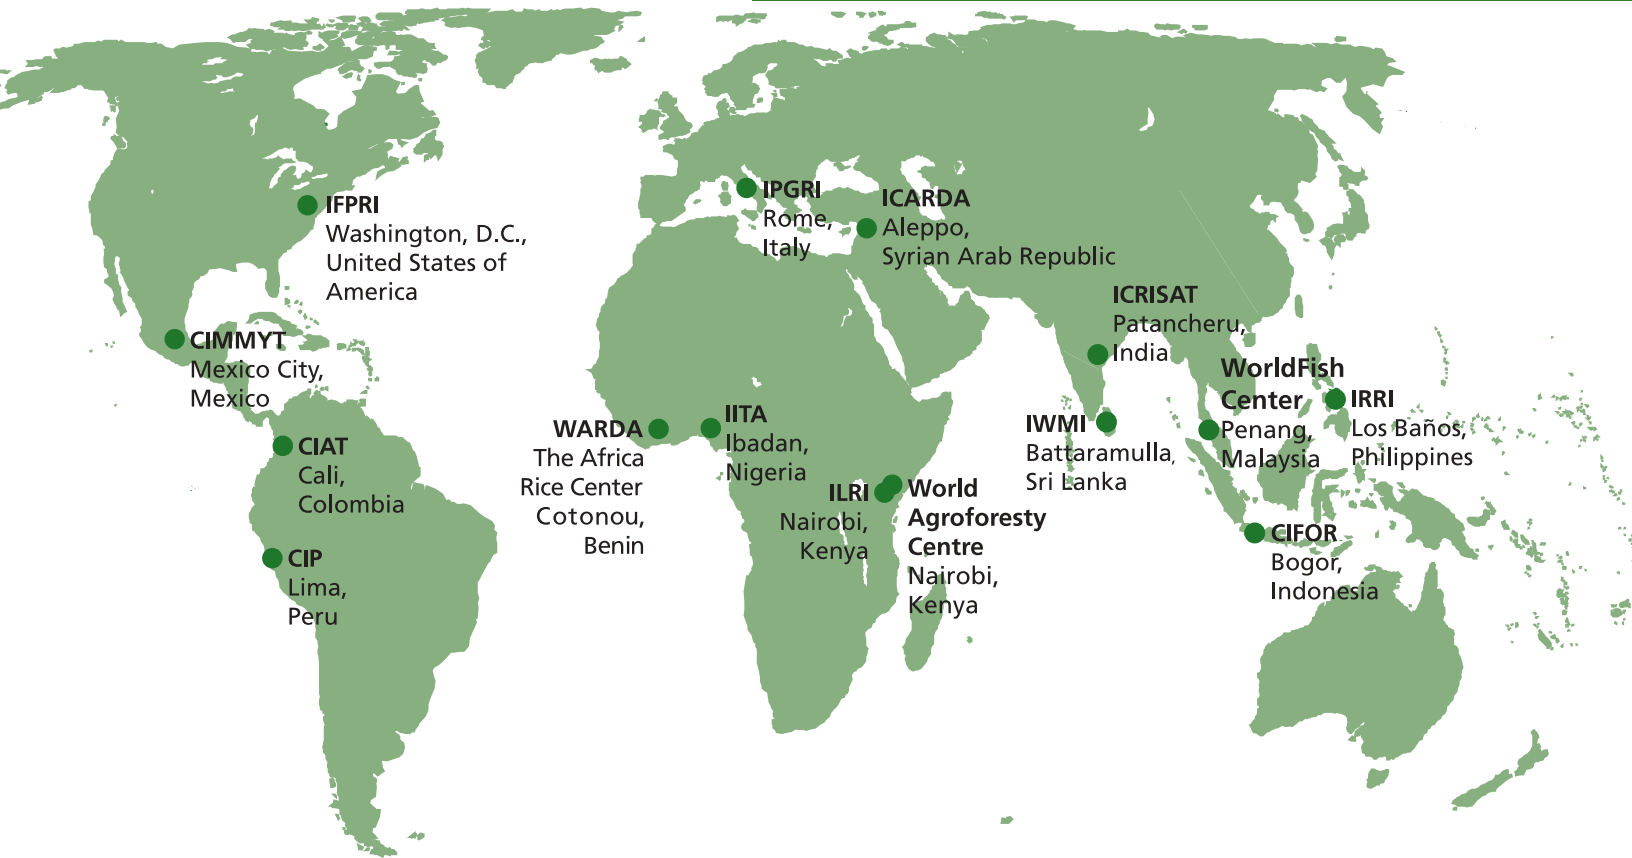 IFPRI
Washington, D.C.,
United States of
America
CIMMYT
Mexico City,
Mexico
CIAT
Cali,
Colombia
CIP
Lima,
Peru
IPGRI
Rome,
Italy
ICARDA
Aleppo,
Syrian Arab Republic
WARDA
The Africa
Rice Center
Cotonou,
Benin
IITA
Ibadan,
Nigeria
ILRI
Nairobi,
Kenya
World
Agroforesty
Centre
Nairobi,
Kenya
ICRISAT
Patancheru,
India
IWMI
Battaramulla,
Sri Lanka
WorldFish
Center
Penang,
Malaysia
IRRI
Los Baños,
Philippines
CIFOR
Bogor,
Indonesia